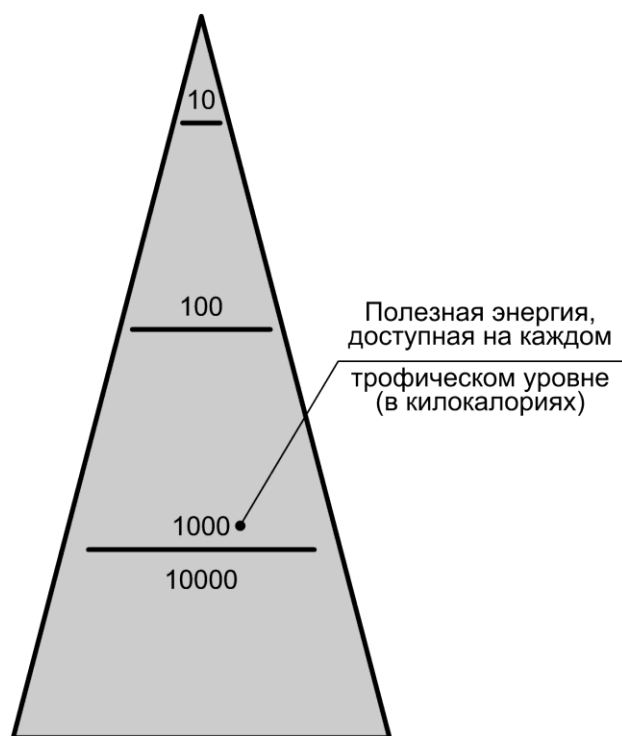 10
100
Полезная энергия,
доступная на каждом
трофическом уровне
(в килокалориях)
1000
10000